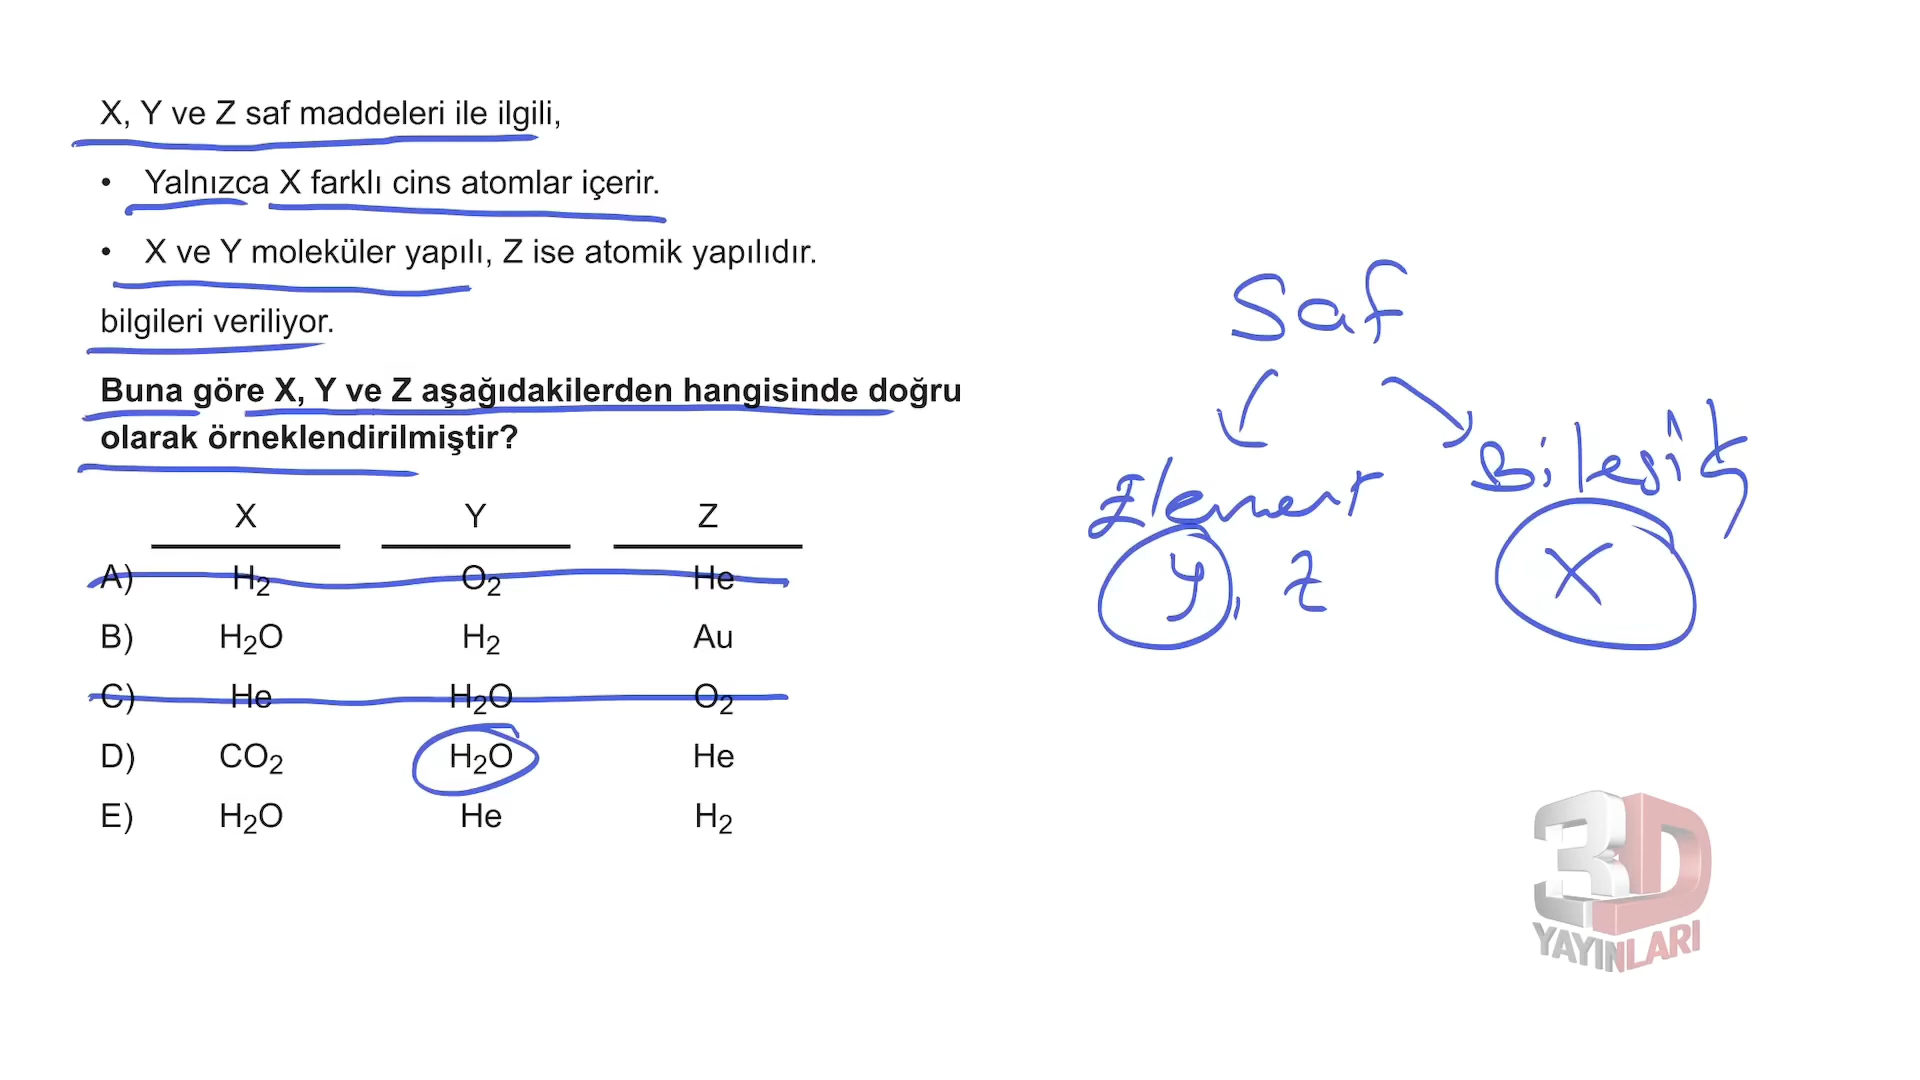 X, Y ve Z saf maddeleri ile ilgili,
• Yalnızca X farklı cins atomlar içerir.
• X ve Y moleküler yapılı, Z ise atomik yapılıdır.
bilgileri veriliyor.
Buna göre X, Y ve Z aşağıdakilerden hangisinde doğru
olarak örneklendirilmiştir?
X Y Z
A) H₂ O₂ He
B) H₂O H₂ Au
C) He H₂O O₂
D) CO₂ H₂O He
E) H₂O He H₂
Saf
Element Bileşik
Y, Z X
3D
YAYINLARI